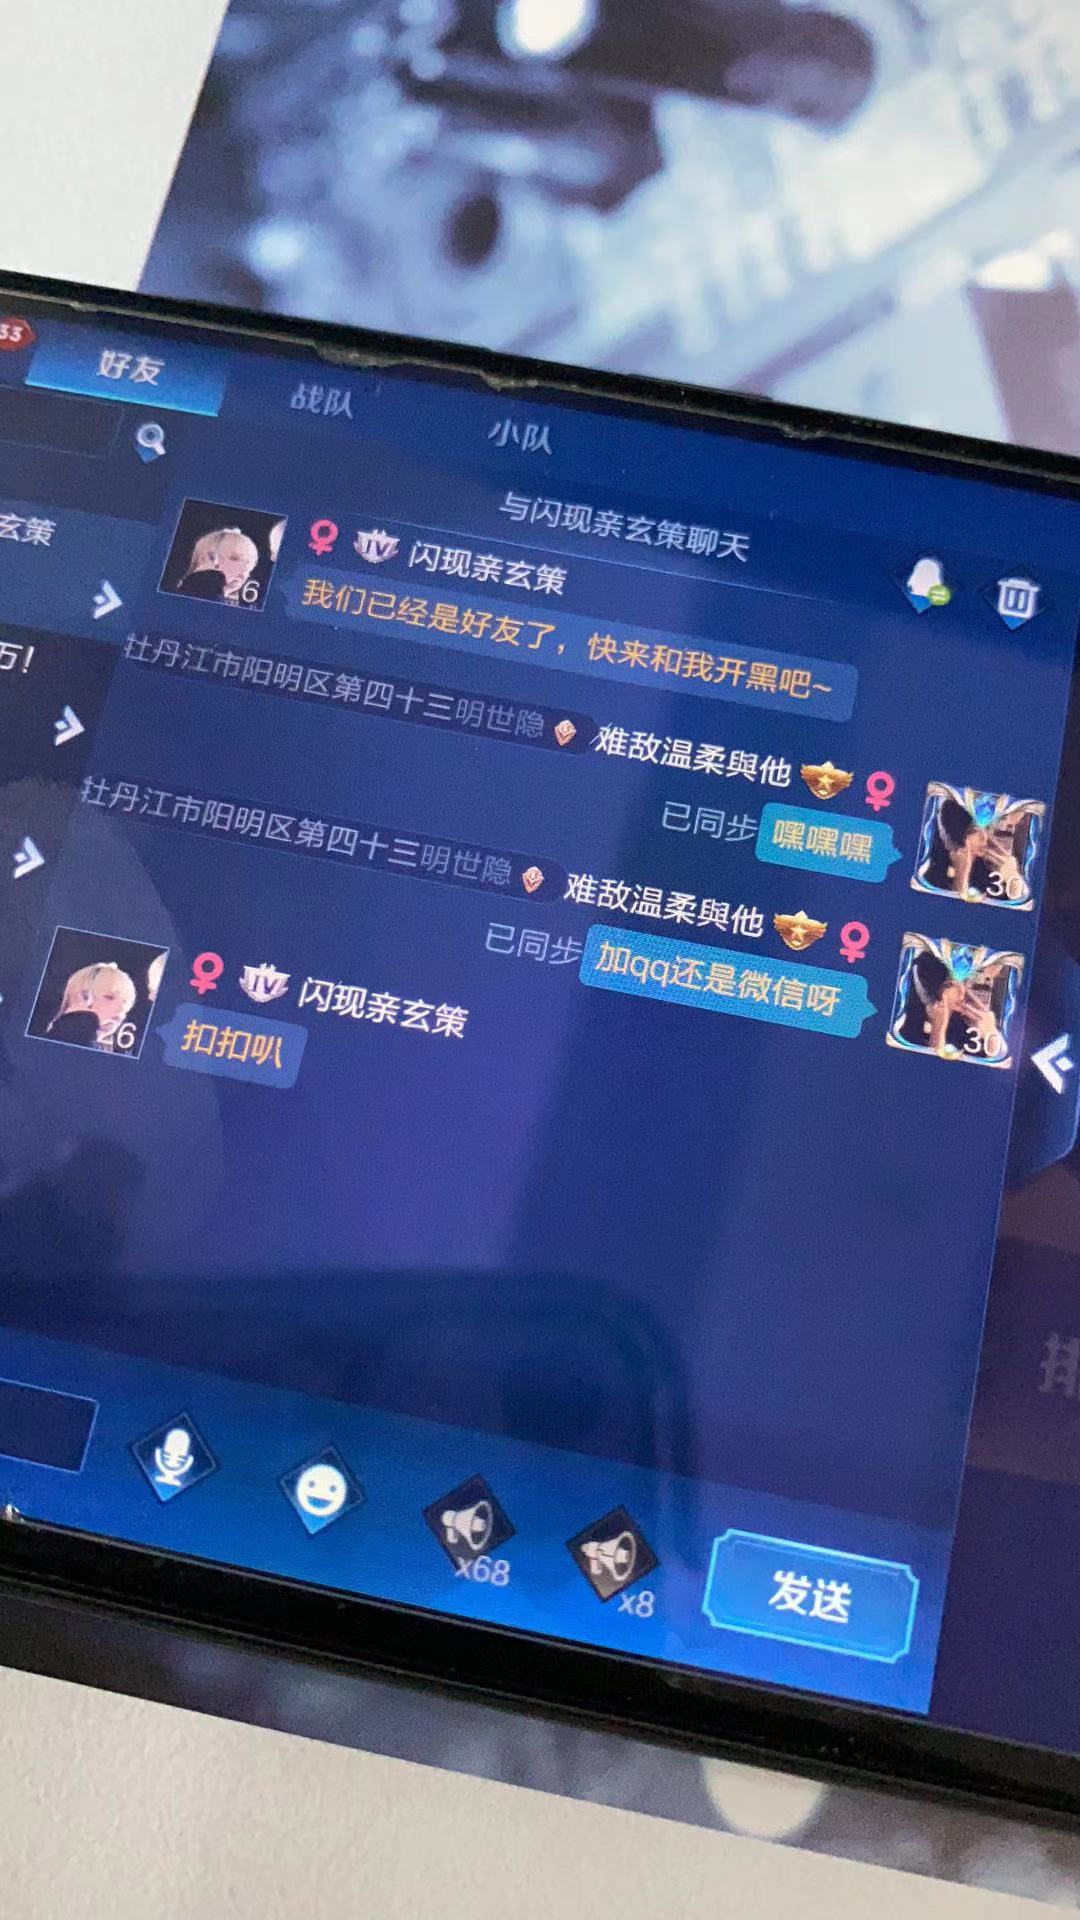 33
好友
战队
小队
玄策
与闪现亲玄策聊天
26
IV
闪现亲玄策
我们已经是好友了，快来和我开黑吧~
万！
牡丹江市阳明区第四十三明世隐
难敌温柔與他
已同步
嘿嘿嘿
30
牡丹江市阳明区第四十三明世隐
难敌温柔與他
已同步
加qq还是微信呀
30
26
IV
闪现亲玄策
扣扣叭
x68
x8
发送